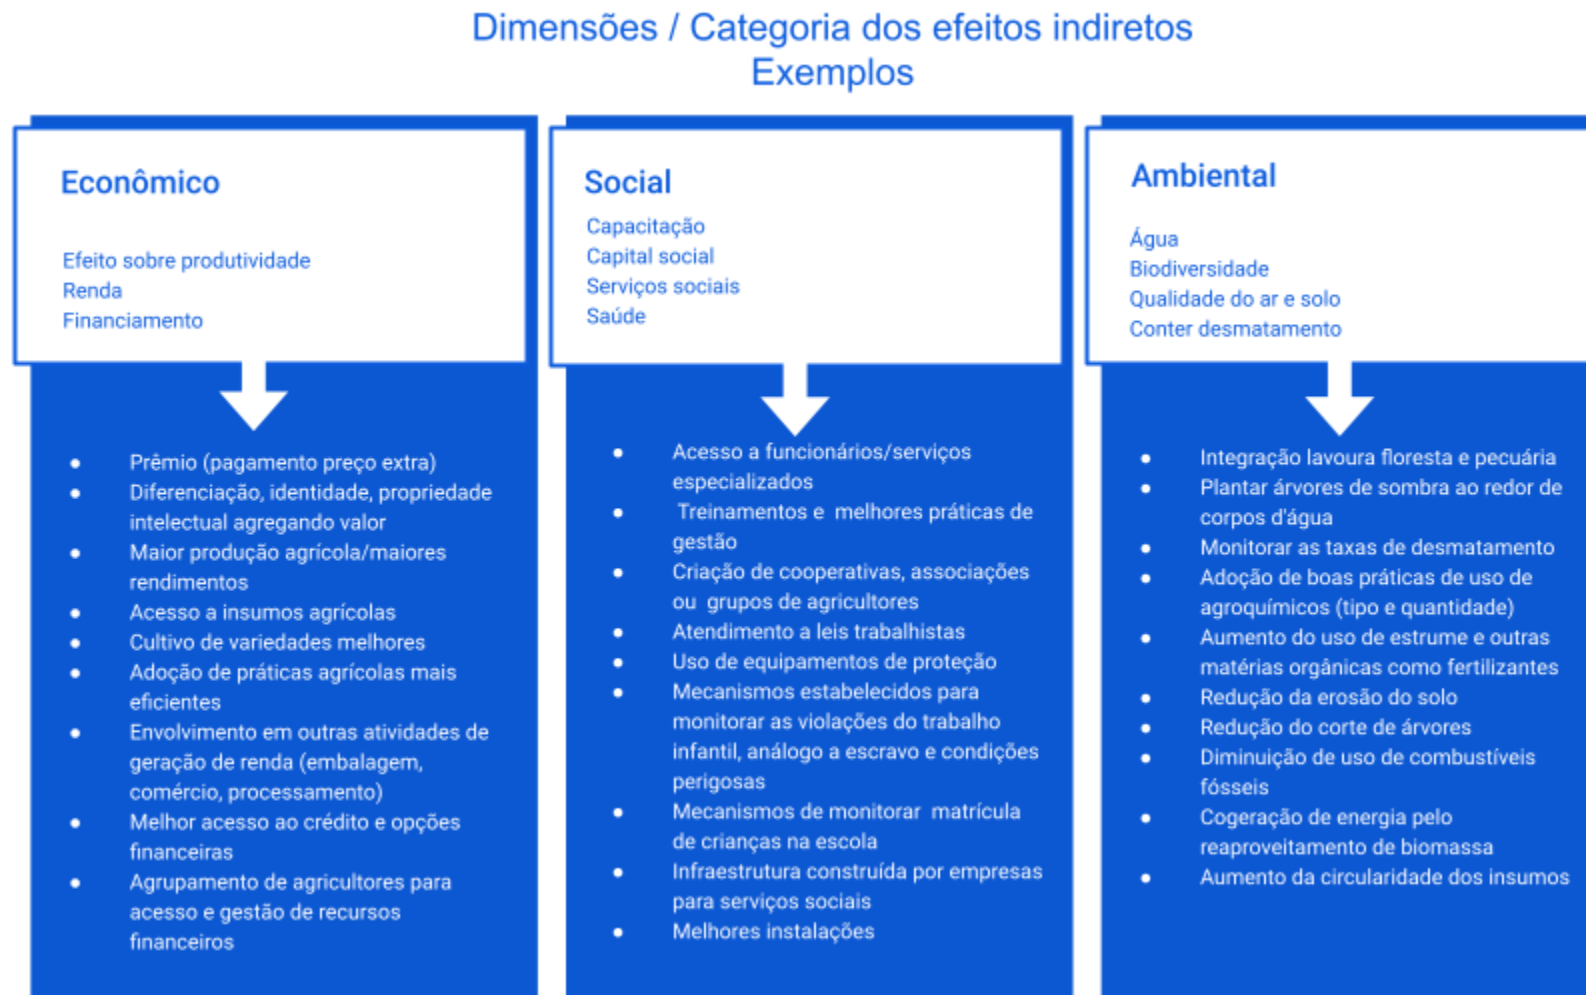 Dimensões / Categoria dos efeitos indiretos
Exemplos
Econômico
Efeito sobre produtividade
Renda
Financiamento
● Prêmio (pagamento preço extra)
● Diferenciação, identidade, propriedade
intelectual agregando valor
● Maior produção agrícola/maiores
rendimentos
● Acesso a insumos agrícolas
● Cultivo de variedades melhores
● Adoção de práticas agrícolas mais
eficientes
● Envolvimento em outras atividades de
geração de renda (embalagem,
comércio, processamento)
● Melhor acesso ao crédito e opções
financeiras
● Agrupamento de agricultores para
acesso e gestão de recursos
financeiros
Social
Capacitação
Capital social
Serviços sociais
Saúde
● Acesso a funcionários/serviços
especializados
● Treinamentos e melhores práticas de
gestão
● Criação de cooperativas, associações
ou grupos de agricultores
● Atendimento a leis trabalhistas
● Uso de equipamentos de proteção
● Mecanismos estabelecidos para
monitorar as violações do trabalho
infantil, análogo a escravo e condições
perigosas
● Mecanismos de monitorar matrícula
de crianças na escola
● Infraestrutura construída por empresas
para serviços sociais
● Melhores instalações
Ambiental
Água
Biodiversidade
Qualidade do ar e solo
Conter desmatamento
● Integração lavoura floresta e pecuária
● Plantar árvores de sombra ao redor de
corpos d'água
● Monitorar as taxas de desmatamento
● Adoção de boas práticas de uso de
agroquímicos (tipo e quantidade)
● Aumento do uso de estrume e outras
matérias orgânicas como fertilizantes
● Redução da erosão do solo
● Redução do corte de árvores
● Diminuição de uso de combustíveis
fósseis
● Cogeração de energia pelo
reaproveitamento de biomassa
● Aumento da circularidade dos insumos